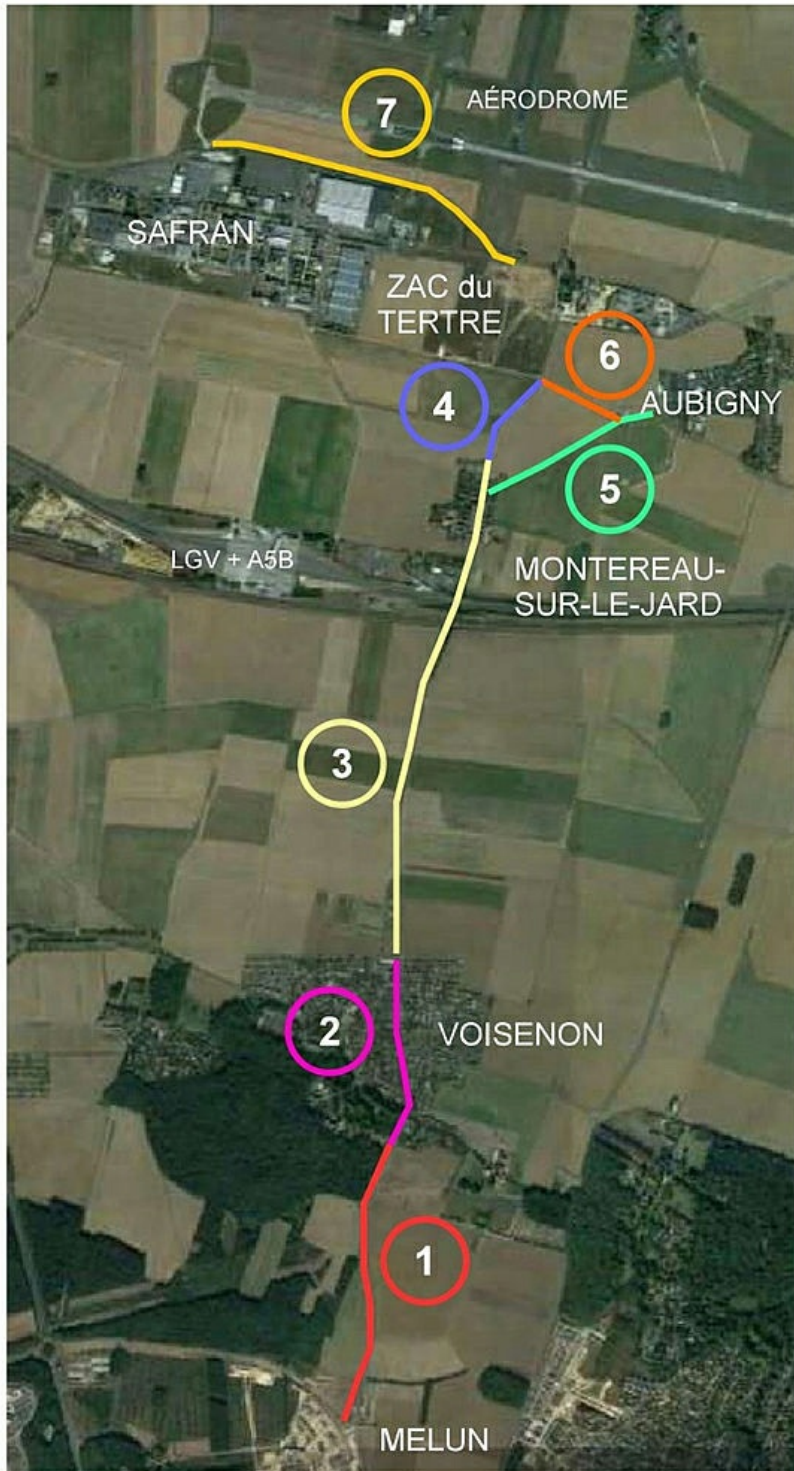 7
AÉRODROME
SAFRAN
ZAC du
TERTRE
6
4
AUBIGNY
5
LGV + A5B
MONTEREAU-
SUR-LE-JARD
3
2
VOISENON
1
MELUN